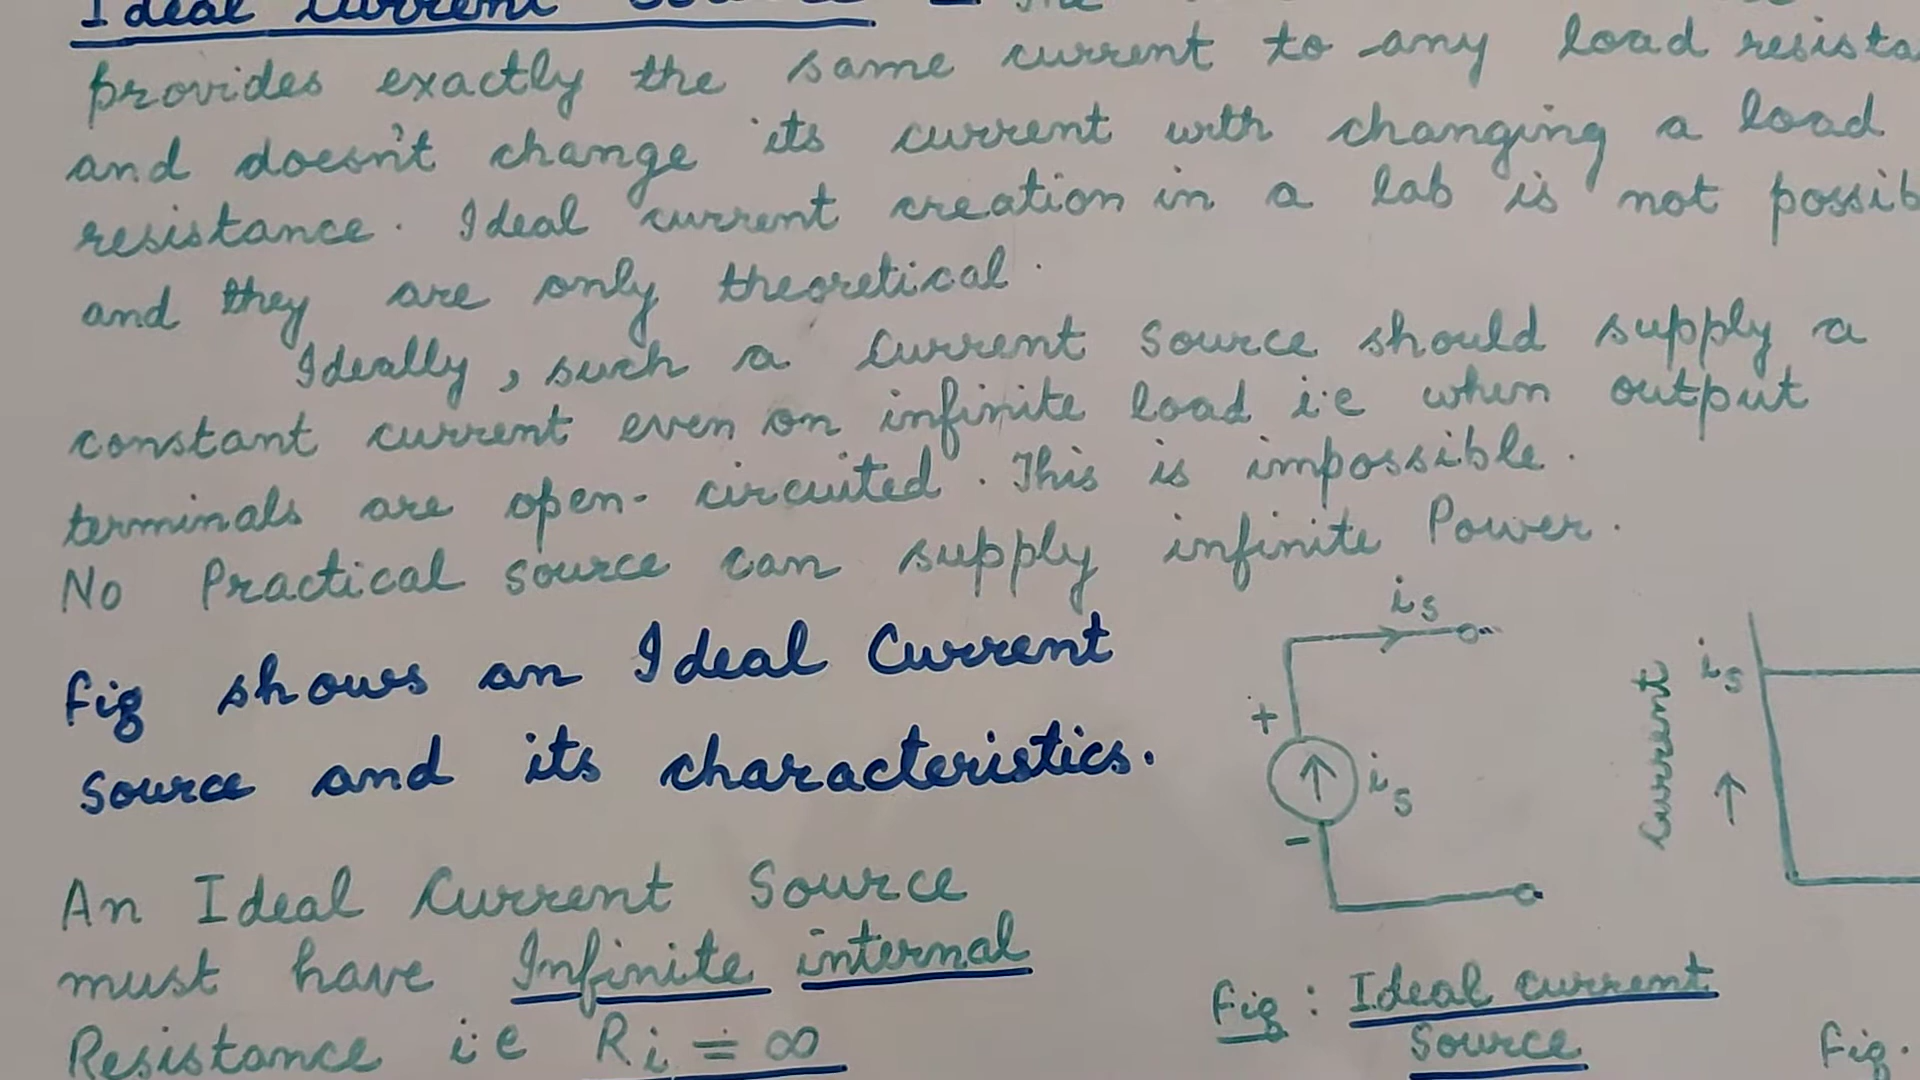 Ideal Current Source - The
provides exactly the same current to any load resista
and doesn't change its current with changing a load
resistance. Ideal current creation in a lab is not possib
and they are only theoretical.
Ideally, such a current source should supply a
constant current even on infinite load i.e when output
terminals are open-circuited. This is impossible.
No Practical source can supply infinite Power.
Fig shows an Ideal Current
source and its characteristics.
An Ideal Current Source
must have Infinite internal
Resistance i.e Ri = ∞
is
+
is
-
Fig: Ideal current
Source
is
Current
Fig.